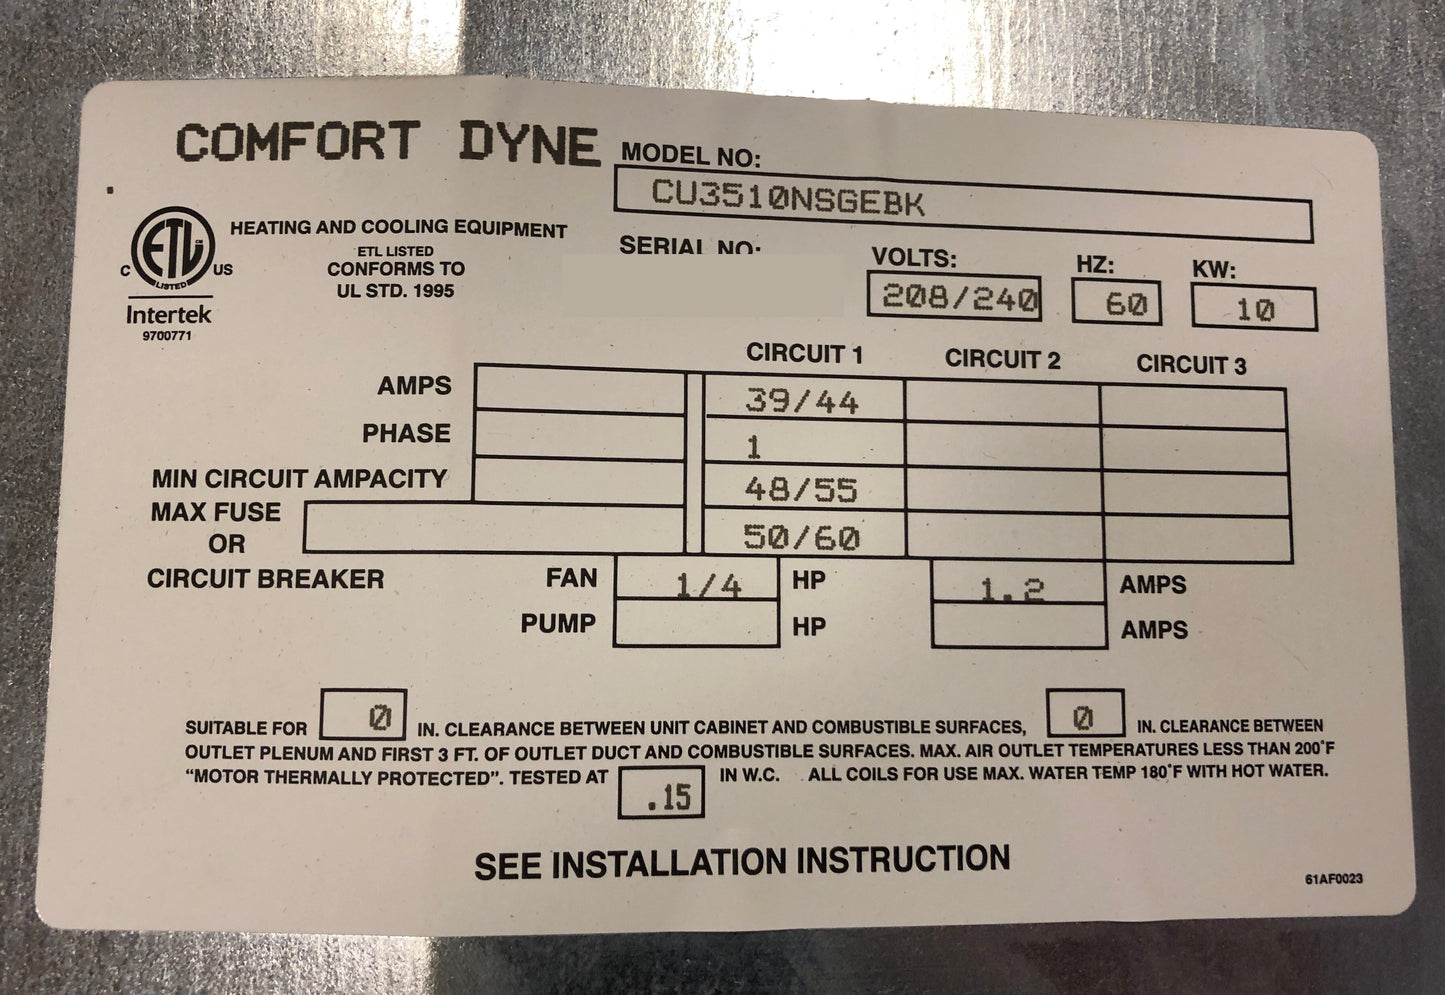 COMFORT DYNE
MODEL NO:
CU3510NSGEBK
ETL
LISTED
C US
Intertek
9700771
HEATING AND COOLING EQUIPMENT
ETL LISTED
CONFORMS TO
UL STD. 1995
SERIAL NO:
VOLTS: HZ: KW:
208/240 60 10
CIRCUIT 1 CIRCUIT 2 CIRCUIT 3
AMPS 39/44
PHASE 1
MIN CIRCUIT AMPACITY 48/55
MAX FUSE
OR 50/60
CIRCUIT BREAKER
FAN 1/4 HP 1.2 AMPS
PUMP HP AMPS
SUITABLE FOR 0 IN. CLEARANCE BETWEEN UNIT CABINET AND COMBUSTIBLE SURFACES, 0 IN. CLEARANCE BETWEEN
OUTLET PLENUM AND FIRST 3 FT. OF OUTLET DUCT AND COMBUSTIBLE SURFACES. MAX. AIR OUTLET TEMPERATURES LESS THAN 200°F
“MOTOR THERMALLY PROTECTED”. TESTED AT .15 IN W.C. ALL COILS FOR USE MAX. WATER TEMP 180°F WITH HOT WATER.
SEE INSTALLATION INSTRUCTION
61AF0023